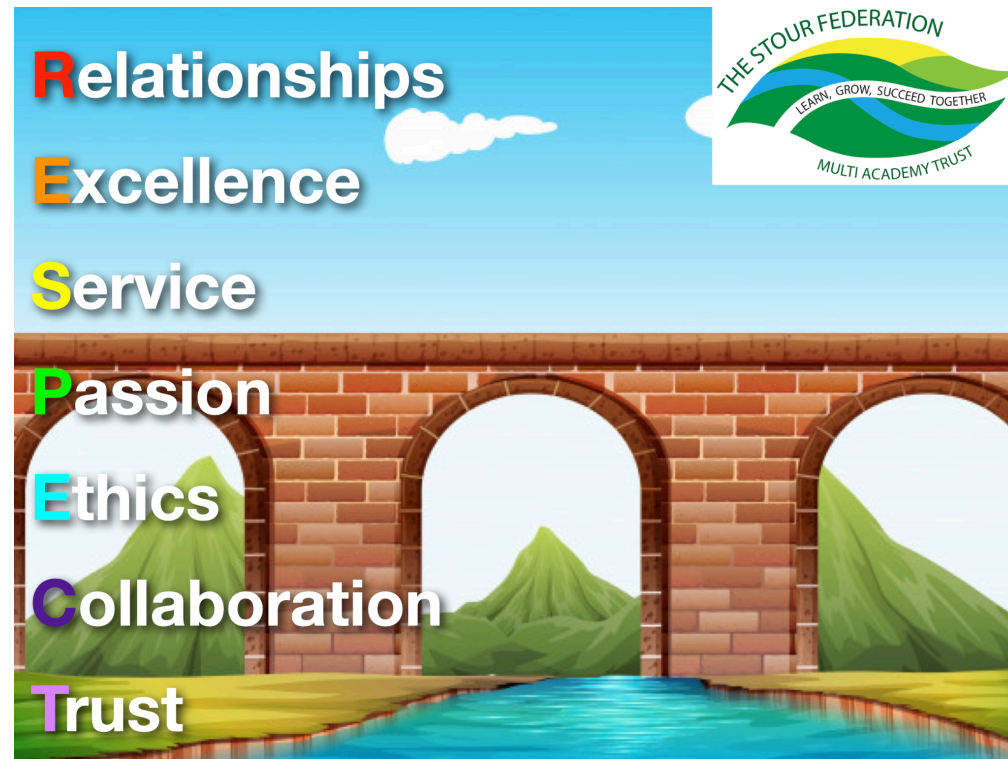 Relationships
Excellence
Service
Passion
Ethics
Collaboration
Trust
THE STOUR FEDERATION
LEARN, GROW, SUCCEED TOGETHER
MULTI ACADEMY TRUST